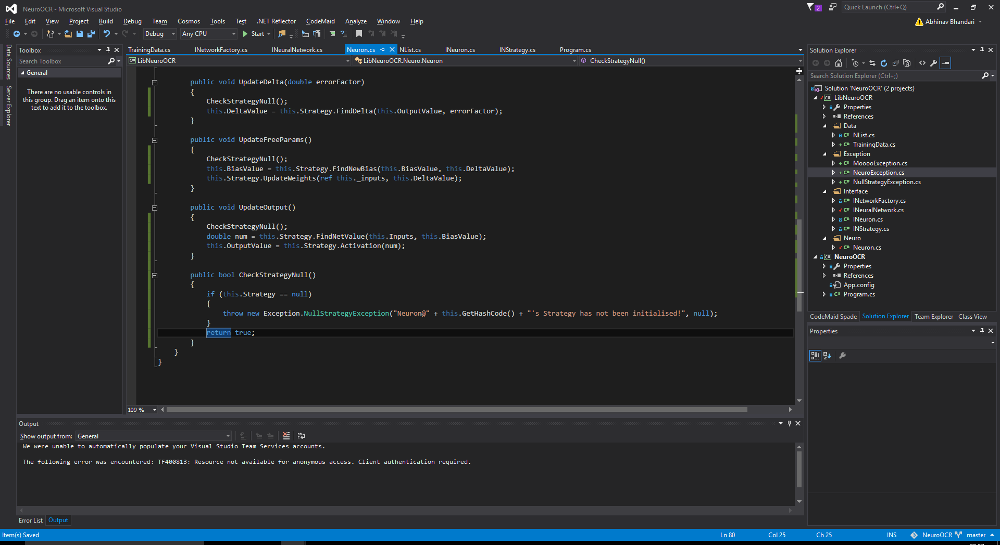 NeuroOCR - Microsoft Visual Studio
2
Quick Launch (Ctrl+Q)
File Edit View Project Build Debug Team Cosmos Tools Test .NET Reflector CodeMaid Analyze Window Help
Abhinav Bhandari
Debug Any CPU Start
Data Sources
Server Explorer
Toolbox
Search Toolbox
General
There are no usable controls in
this group. Drag an item onto this
text to add it to the toolbox.
TrainingData.cs INetworkFactory.cs INeuralNetwork.cs Neuron.cs NList.cs INeuron.cs INStrategy.cs Program.cs
LibNeuroOCR LibNeuroOCR.Neuro.Neuron CheckStrategyNull()
public void UpdateDelta(double errorFactor)
{
CheckStrategyNull();
this.DeltaValue = this.Strategy.FindDelta(this.OutputValue, errorFactor);
}
public void UpdateFreeParams()
{
CheckStrategyNull();
this.BiasValue = this.Strategy.FindNewBias(this.BiasValue, this.DeltaValue);
this.Strategy.UpdateWeights(ref this._inputs, this.DeltaValue);
}
public void UpdateOutput()
{
CheckStrategyNull();
double num = this.Strategy.FindNetValue(this.Inputs, this.BiasValue);
this.OutputValue = this.Strategy.Activation(num);
}
public bool CheckStrategyNull()
{
if (this.Strategy == null)
{
throw new Exception.NullStrategyException("Neuron@" + this.GetHashCode() + "'s Strategy has not been initialised!", null);
}
return true;
}
}
}
109 %
Output
Show output from: General
We were unable to automatically populate your Visual Studio Team Services accounts.
The following error was encountered: TF400813: Resource not available for anonymous access. Client authentication required.
Error List Output
Solution Explorer
Search Solution Explorer (Ctrl+;)
Solution 'NeuroOCR' (2 projects)
C# LibNeuroOCR
Properties
References
Data
C# NList.cs
+ C# TrainingData.cs
Exception
+ C# MooooException.cs
+ C# NeuroException.cs
+ C# NullStrategyException.cs
Interface
C# INetworkFactory.cs
C# INeuralNetwork.cs
C# INeuron.cs
C# INStrategy.cs
Neuro
C# Neuron.cs
C# NeuroOCR
Properties
References
App.config
C# Program.cs
CodeMaid Spade Solution Explorer Team Explorer Class View
Properties
Item(s) Saved Ln 80 Col 25 Ch 25 INS NeuroOCR master